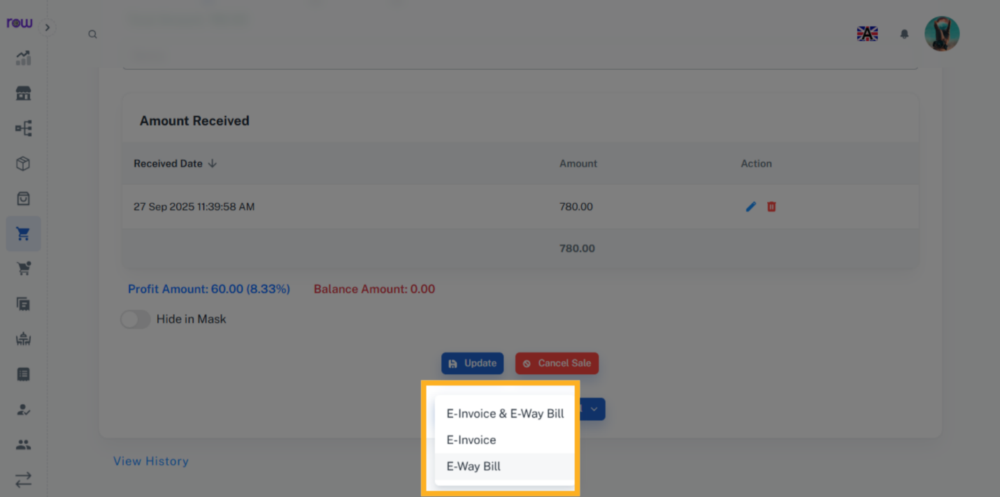 row
A
Amount Received
Received Date Amount Action
27 Sep 2025 11:39:58 AM 780.00
780.00
Profit Amount: 60.00 (8.33%) Balance Amount: 0.00
Hide in Mask
Update Cancel Sale
E-Invoice & E-Way Bill
E-Invoice
E-Way Bill
View History